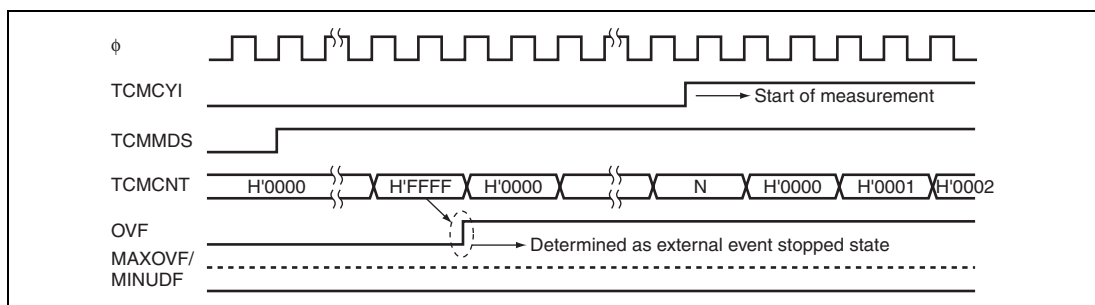 φ
TCMCYI
Start of measurement
TCMMDS
TCMCNT
H'0000
H'FFFF
H'0000
N
H'0000
H'0001
H'0002
OVF
Determined as external event stopped state
MAXOVF/
MINUDF